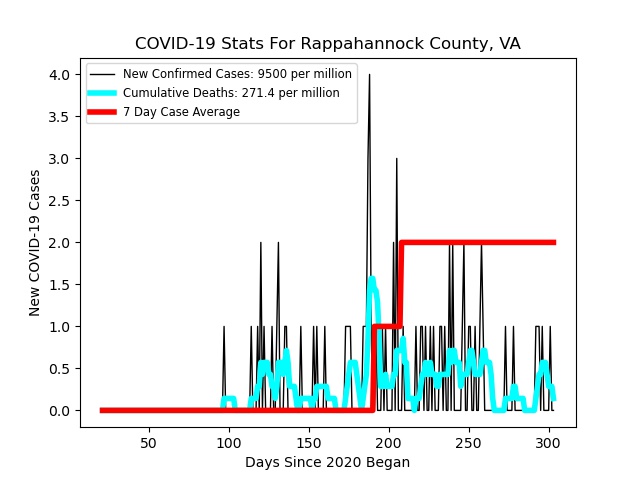 COVID-19 Stats For Rappahannock County, VA
New Confirmed Cases: 9500 per million
Cumulative Deaths: 271.4 per million
7 Day Case Average
New COVID-19 Cases
4.0
3.5
3.0
2.5
2.0
1.5
1.0
0.5
0.0
50 100 150 200 250 300
Days Since 2020 Began